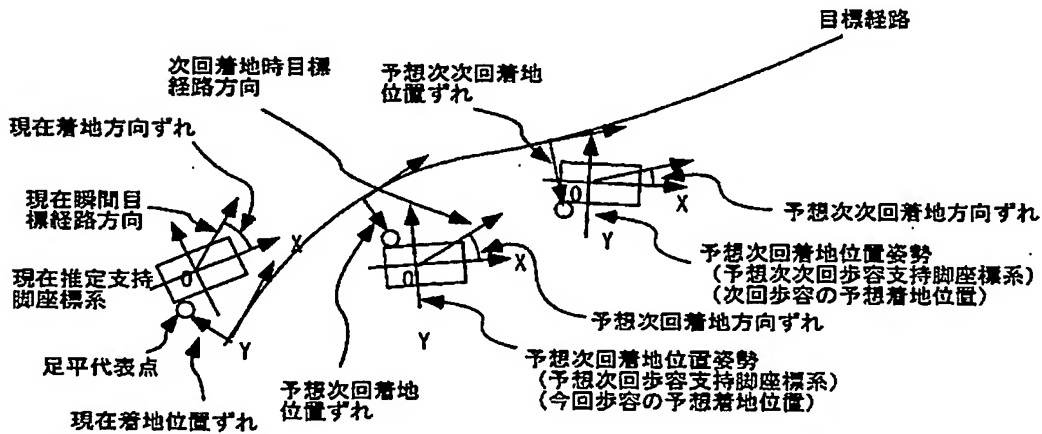 目標経路
次回着地時目標
経路方向
予想次次回着地
位置ずれ
現在着地方向ずれ
現在瞬間目
標経路方向
現在推定支持
脚座標系
足平代表点
現在着地位置ずれ
O
X
Y
予想次回着地
位置ずれ
O
X
Y
予想次回着地方向ずれ
予想次回着地位置姿勢
(予想次回歩容支持脚座標系)
(今回歩容の予想着地位置)
O
X
Y
予想次次回着地方向ずれ
予想次回着地位置姿勢
(予想次次回歩容支持脚座標系)
(次回歩容の予想着地位置)